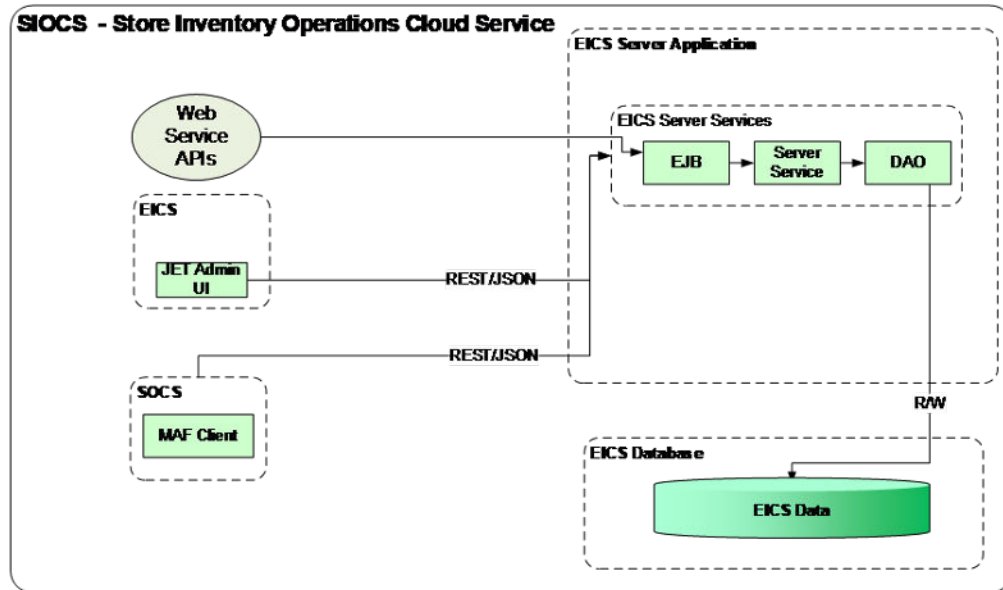 SIOCS - Store Inventory Operations Cloud Service
EICS Server Application
Web
Service
APIs
EICS Server Services
EJB
Server
Service
DAO
EICS
JET Admin
UI
REST/JSON
REST/JSON
SOCS
MAF Client
R/W
EICS Database
EICS Data